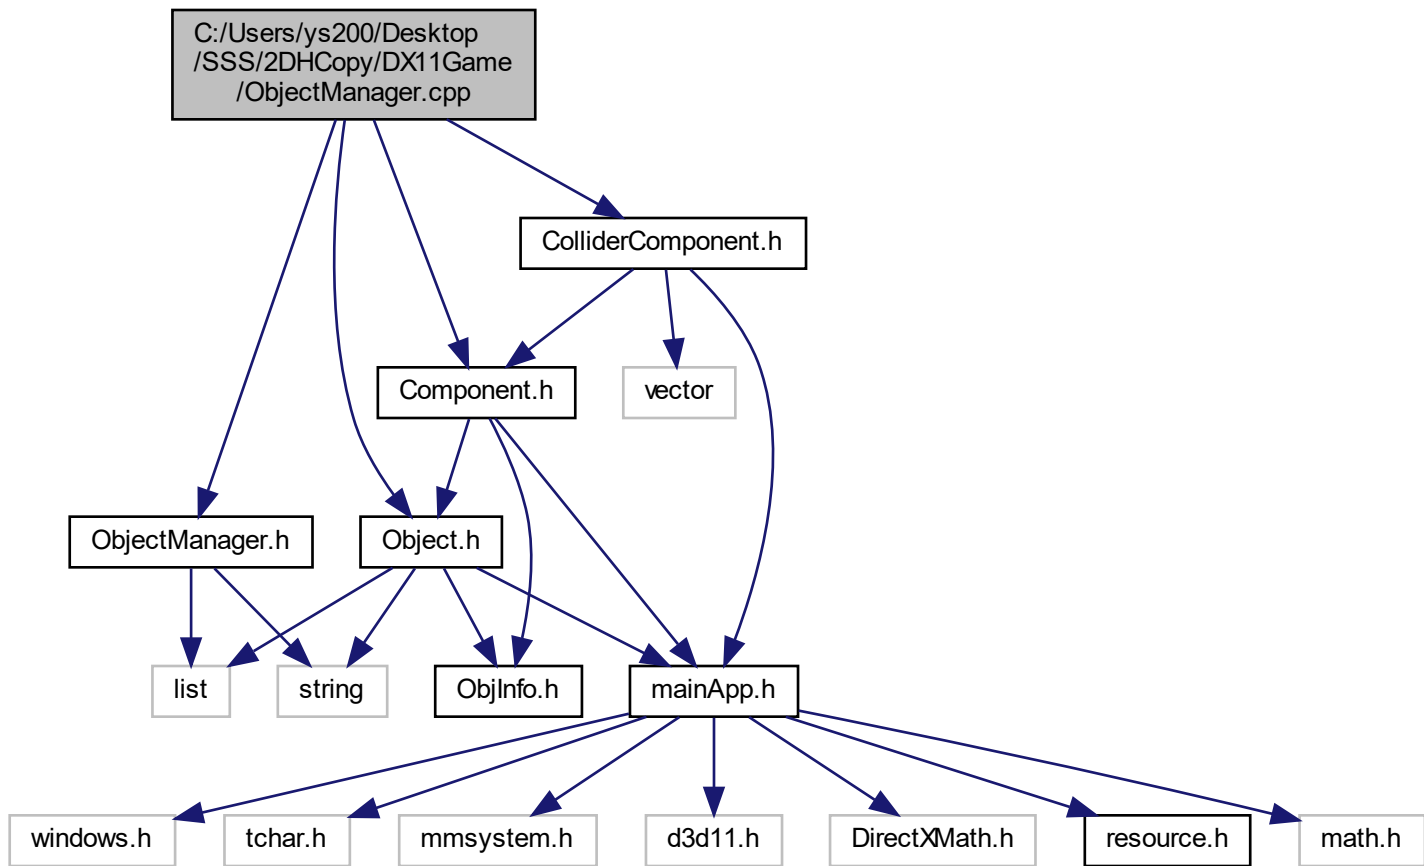 C:/Users/ys200/Desktop
/SSS/2DHCopy/DX11Game
/ObjectManager.cpp
ColliderComponent.h
Component.h
vector
ObjectManager.h
Object.h
list
string
ObjInfo.h
mainApp.h
windows.h
tchar.h
mmsystem.h
d3d11.h
DirectXMath.h
resource.h
math.h